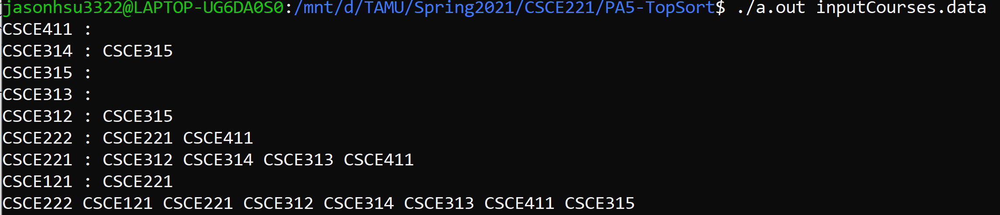 jasonhsu3322@LAPTOP-UG6DA0S0:/mnt/d/TAMU/Spring2021/CSCE221/PA5-TopSort$ ./a.out inputCourses.data
CSCE411 :
CSCE314 : CSCE315
CSCE315 :
CSCE313 :
CSCE312 : CSCE315
CSCE222 : CSCE221 CSCE411
CSCE221 : CSCE312 CSCE314 CSCE313 CSCE411
CSCE121 : CSCE221
CSCE222 CSCE121 CSCE221 CSCE312 CSCE314 CSCE313 CSCE411 CSCE315